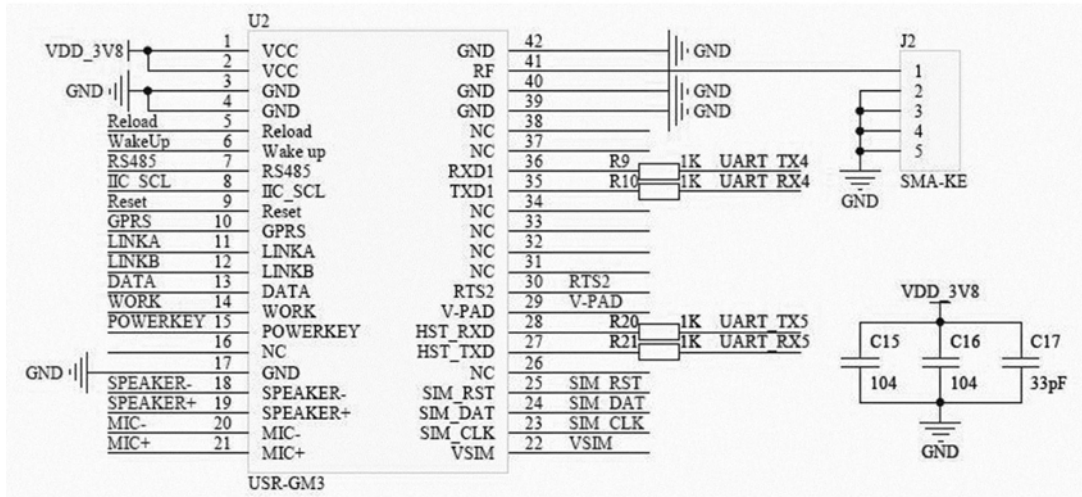 U2
VDD_3V8 1 VCC GND 42 GND J2
2 VCC RF 41 1
GND 3 GND GND 40 GND 2
4 GND GND 39 GND 3
Reload 5 Reload NC 38 4
WakeUp 6 Wake up NC 37 5
RS485 7 RS485 RXD1 36 R9 1K UART_TX4
IIC_SCL 8 IIC_SCL TXD1 35 R10 1K UART_RX4 SMA-KE
Reset 9 Reset NC 34 GND
GPRS 10 GPRS NC 33
LINKA 11 LINKA NC 32
LINKB 12 LINKB NC 31
DATA 13 DATA RTS2 30 RTS2
WORK 14 WORK V-PAD 29 V-PAD VDD_3V8
POWERKEY 15 POWERKEY HST_RXD 28 R20 1K UART_TX5
16 NC HST_TXD 27 R21 1K UART_RX5 C15 C16 C17
GND 17 GND NC 26
SPEAKER- 18 SPEAKER- SIM_RST 25 SIM_RST 104 104 33pF
SPEAKER+ 19 SPEAKER+ SIM_DAT 24 SIM_DAT
MIC- 20 MIC- SIM_CLK 23 SIM_CLK
MIC+ 21 MIC+ VSIM 22 VSIM GND
USR-GM3